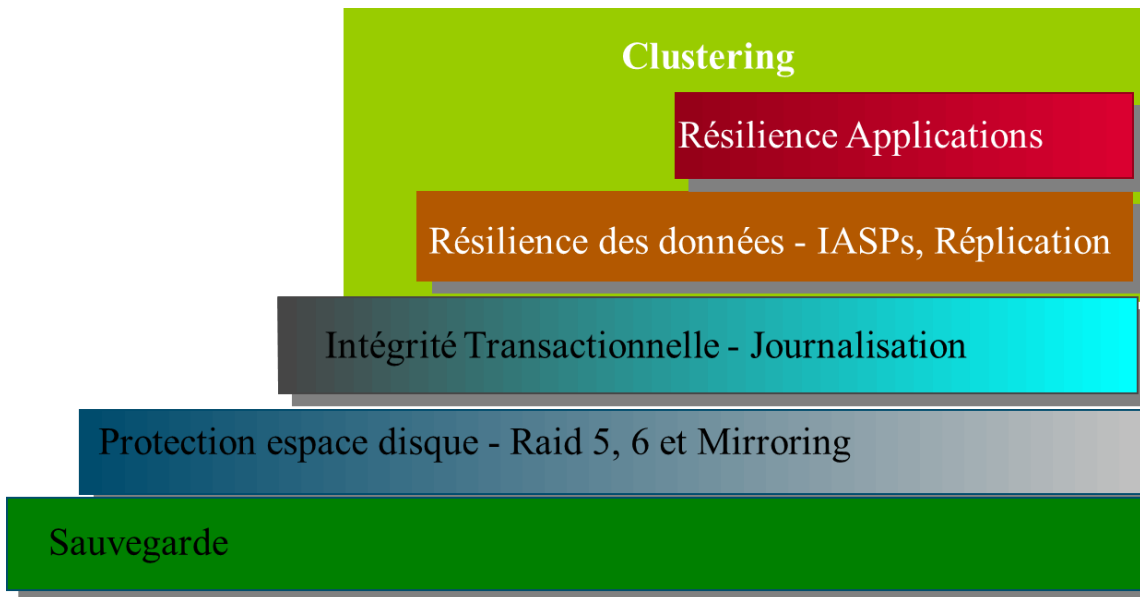 Clustering
Résilience Applications
Résilience des données - IASPs, Réplication
Intégrité Transactionnelle - Journalisation
Protection espace disque - Raid 5, 6 et Mirroring
Sauvegarde